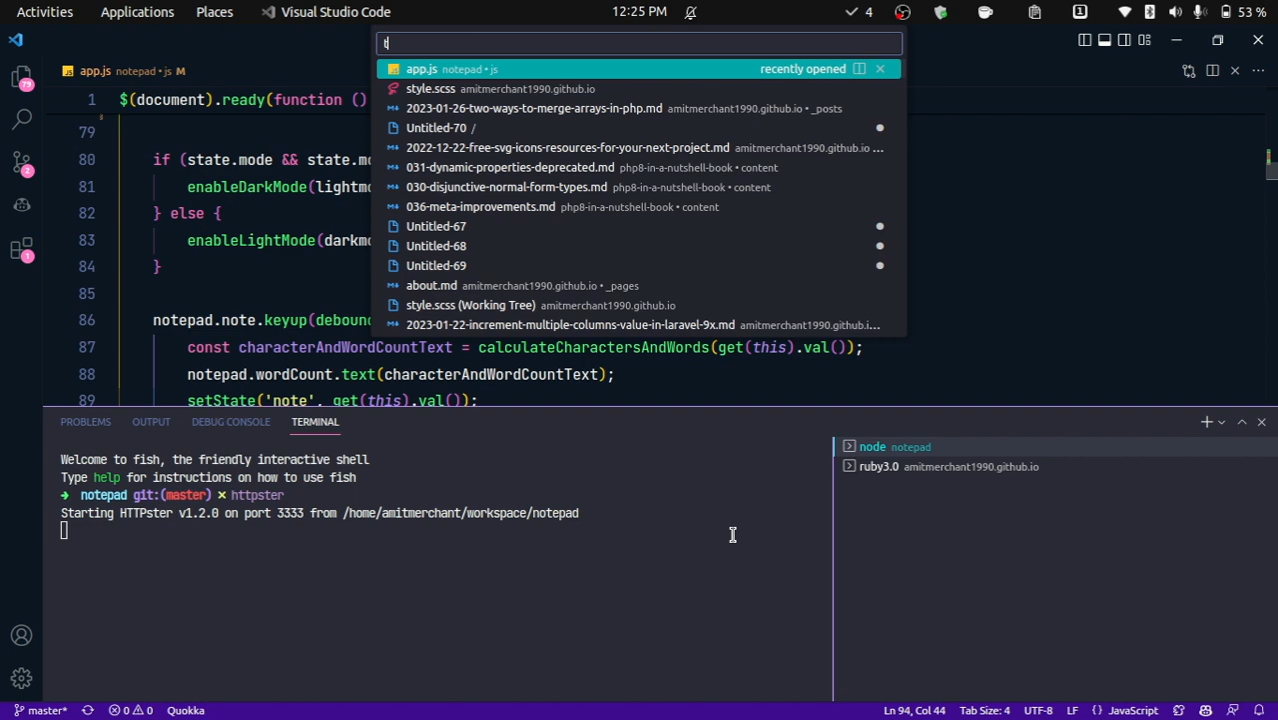 Activities Applications Places Visual Studio Code 12:25 PM 4 1 53 %
t
app.js notepad • js M
79
1 $(document).ready(function ()
app.js notepad • js recently opened
style.scss amitmerchant1990.github.io
2023-01-26-two-ways-to-merge-arrays-in-php.md amitmerchant1990.github.io • _posts
Untitled-70 /
2022-12-22-free-svg-icons-resources-for-your-next-project.md amitmerchant1990.github.io ...
031-dynamic-properties-deprecated.md php8-in-a-nutshell-book • content
030-disjunctive-normal-form-types.md php8-in-a-nutshell-book • content
036-meta-improvements.md php8-in-a-nutshell-book • content
Untitled-67
Untitled-68
Untitled-69
about.md amitmerchant1990.github.io • _pages
style.scss (Working Tree) amitmerchant1990.github.io
2023-01-22-increment-multiple-columns-value-in-laravel-9x.md amitmerchant1990.github.i...
2
1
79
80 if (state.mode && state.mo
81 enableDarkMode(lightm
82 } else {
83 enableLightMode(darkmo
84 }
85
86 notepad.note.keyup(deboun
87 const characterAndWordCountText = calculateCharactersAndWords(get(this).val());
88 notepad.wordCount.text(characterAndWordCountText);
89 setState('note', get(this).val());
PROBLEMS OUTPUT DEBUG CONSOLE TERMINAL
Welcome to fish, the friendly interactive shell
Type help for instructions on how to use fish
➜ notepad git:(master) × httpster
Starting HTTPster v1.2.0 on port 3333 from /home/amitmerchant/workspace/notepad
node notepad
ruby3.0 amitmerchant1990.github.io
master* 0 0 Quokka Ln 94, Col 44 Tab Size: 4 UTF-8 LF {} JavaScript